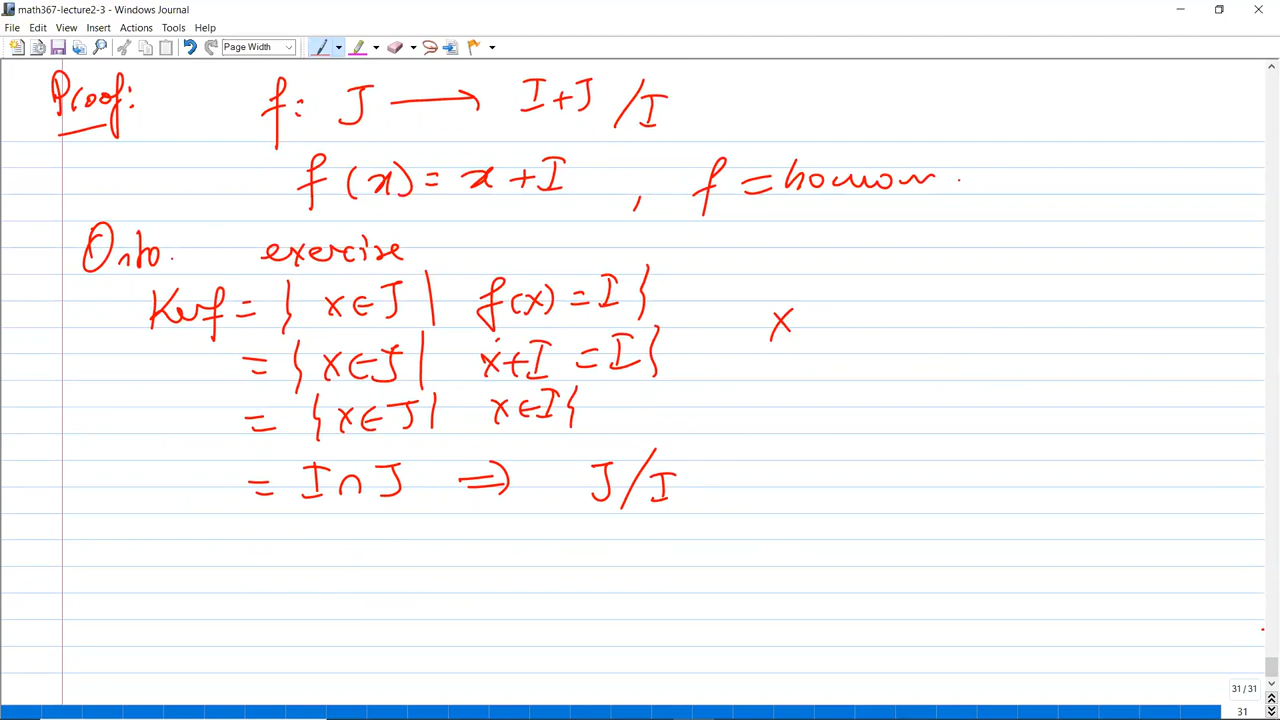 math367-lecture2-3 - Windows Journal
File Edit View Insert Actions Tools Help
Page Width
Proof: f: J ⟶ I+J /I
f(x) = x+I , f = homom.
Onto. exercise
Kerf = { x∈J | f(x) = I }
x
= { x∈J | x+I = I }
= { x∈J | x∈I }
= I∩J ⟹ J/I
31 / 31
31